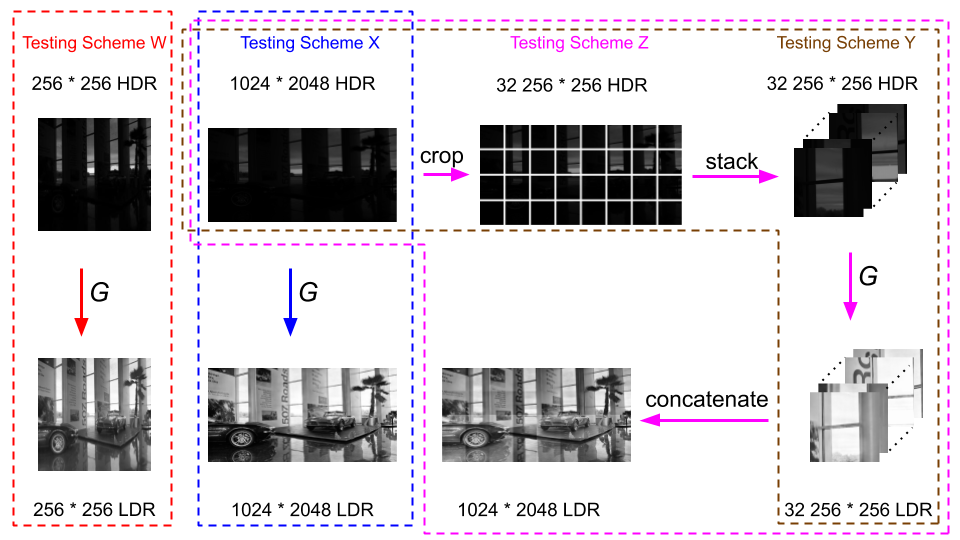 Testing Scheme W
Testing Scheme X
Testing Scheme Z
Testing Scheme Y
256 * 256 HDR
1024 * 2048 HDR
32 256 * 256 HDR
32 256 * 256 HDR
crop
stack
G
G
G
concatenate
507 Roads
256 * 256 LDR
1024 * 2048 LDR
1024 * 2048 LDR
32 256 * 256 LDR